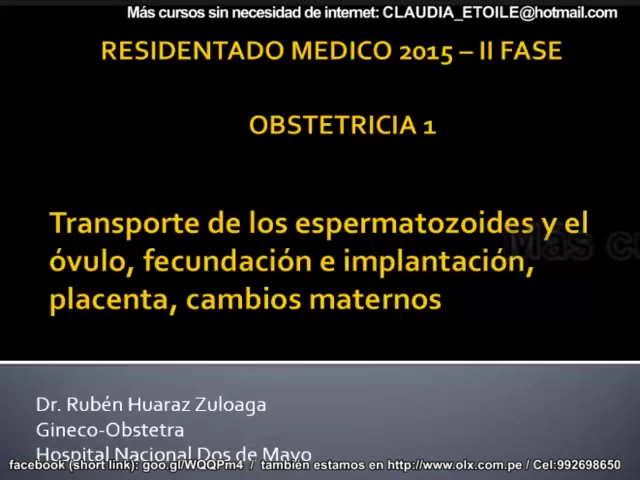 Más cursos sin necesidad de internet: CLAUDIA_ETOILE@hotmail.com
RESIDENTADO MEDICO 2015 – II FASE
OBSTETRICIA 1
Transporte de los espermatozoides y el
óvulo, fecundación e implantación,
placenta, cambios maternos
Más cu
Dr. Rubén Huaraz Zuloaga
Gineco-Obstetra
Hospital Nacional Dos de Mayo
facebook (short link): goo.gl/WQQPm4 / también estamos en http://www.olx.com.pe / Cel:992698650